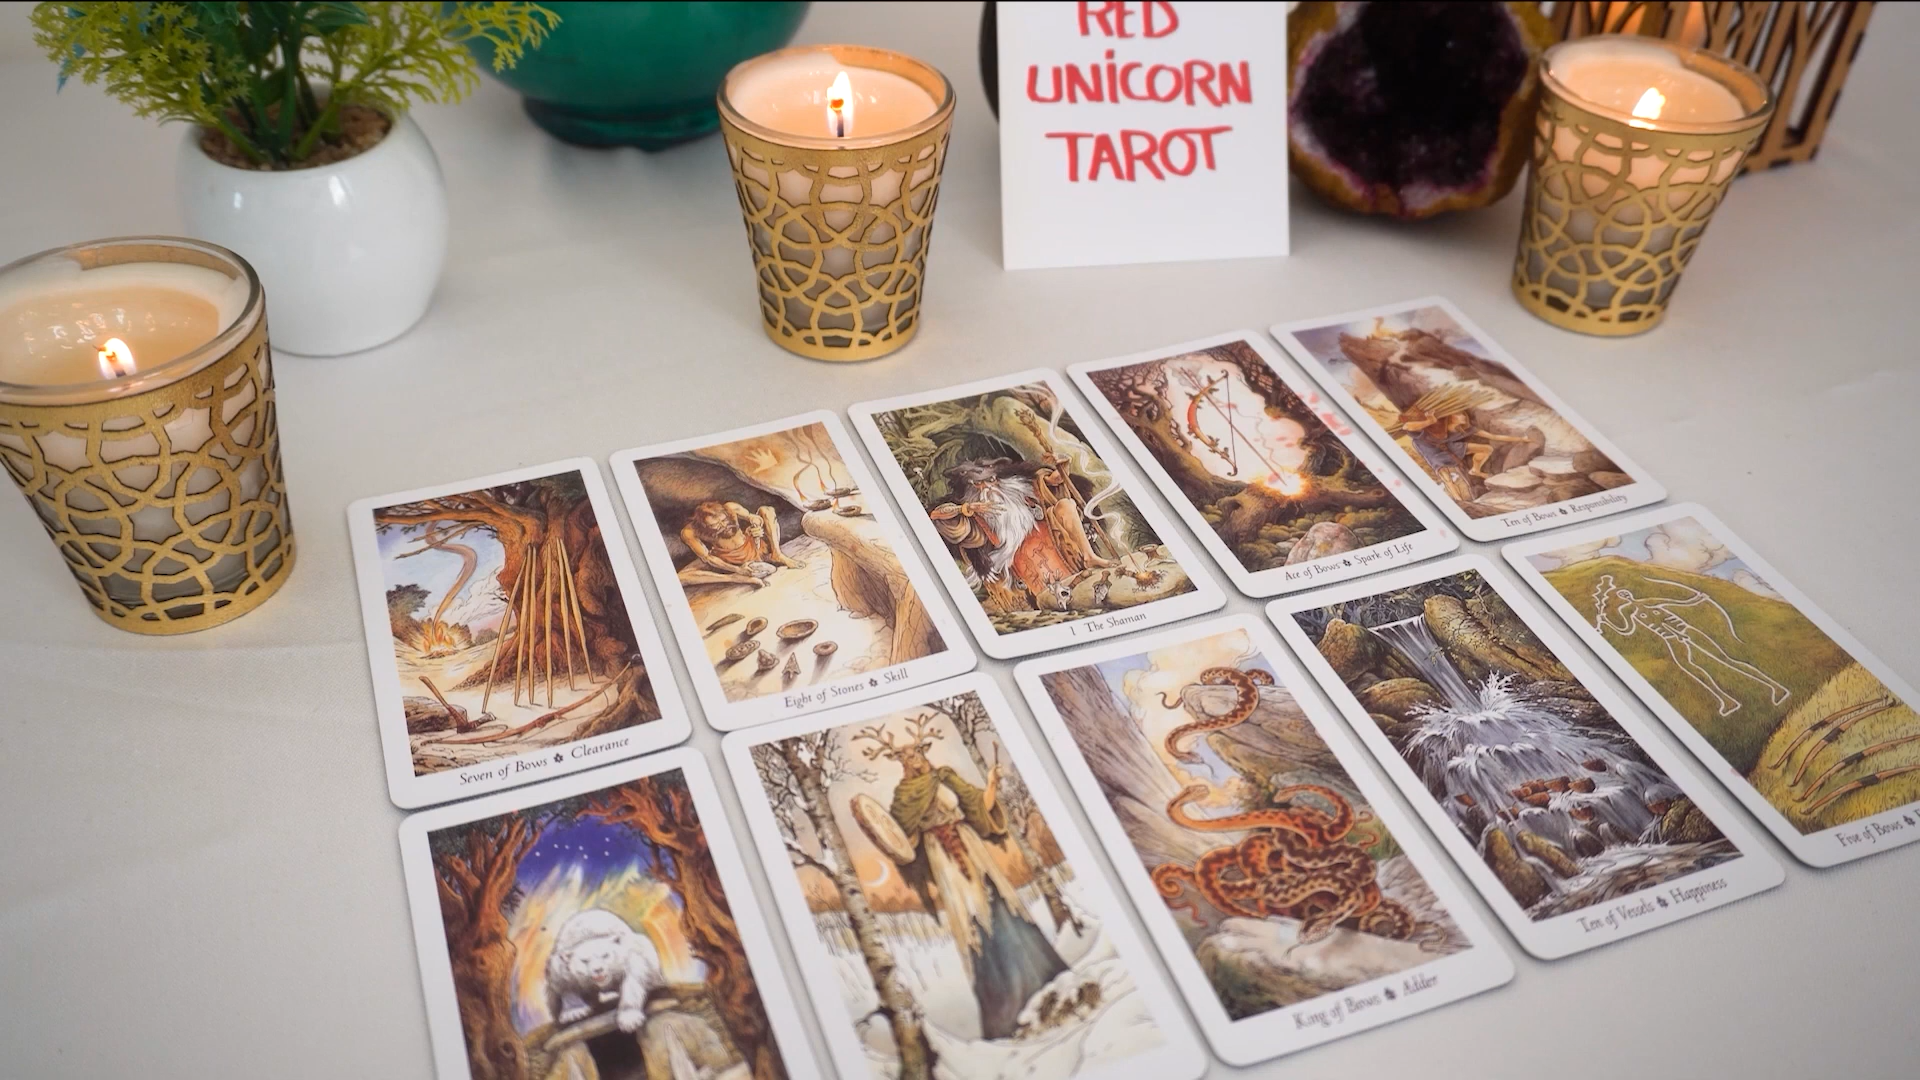 RED
UNiCORN
TAROT
Seven of Bows Clearance
Eight of Stones Skill
1 The Shaman
Ace of Bows Spark of Life
Ten of Bows Responsibility
King of Bows Adder
Ten of Vessels Happiness
Five of Bows